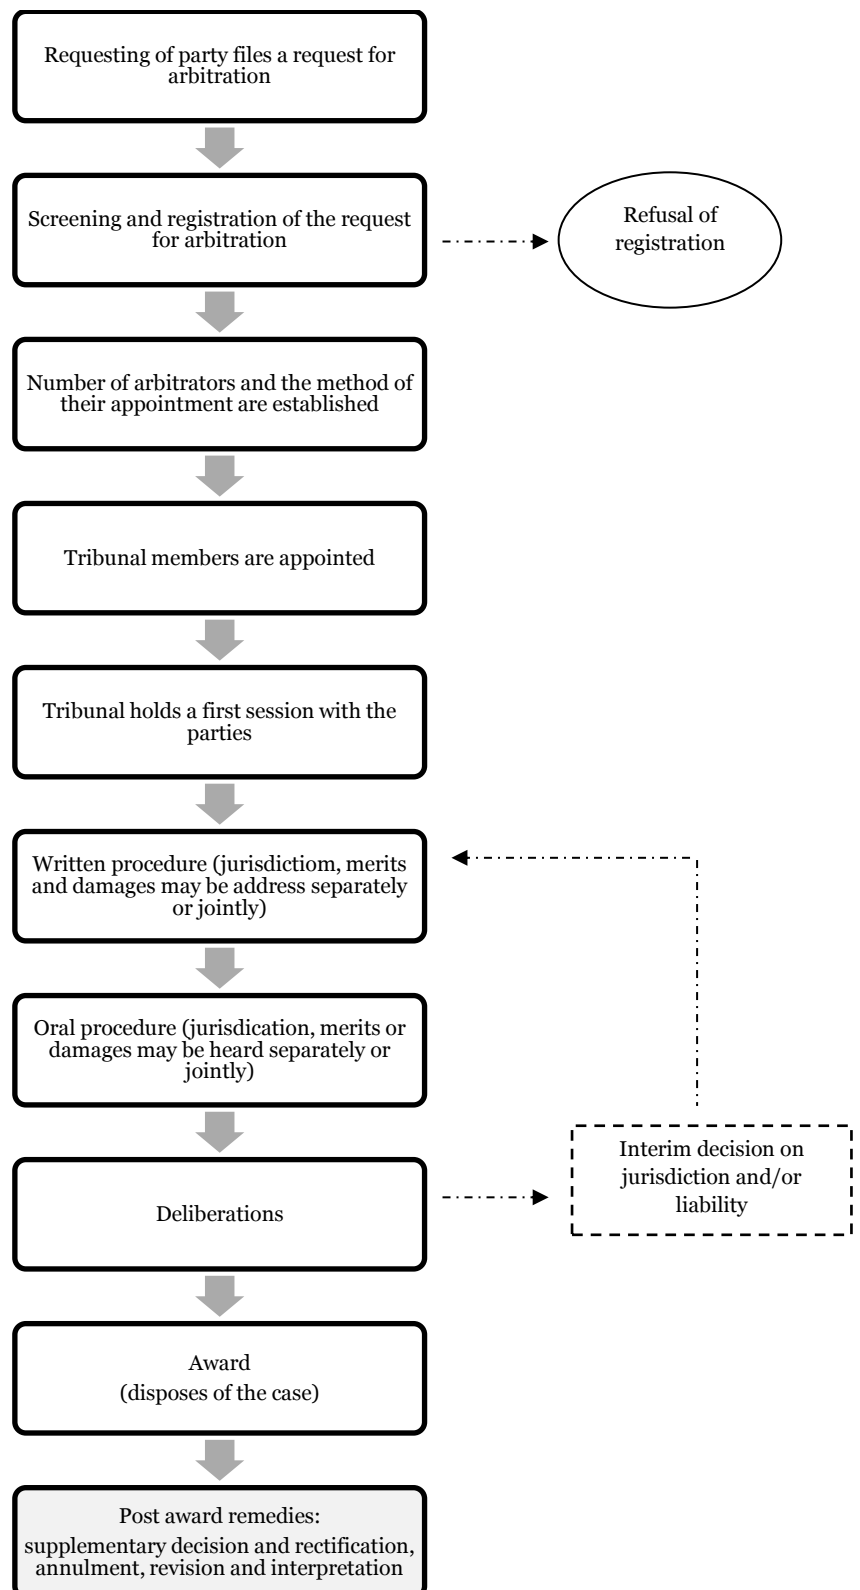 Requesting of party files a request for
arbitration
Screening and registration of the request
for arbitration
Refusal of
registration
Number of arbitrators and the method of
their appointment are established
Tribunal members are appointed
Tribunal holds a first session with the
parties
Written procedure (jurisdictiom, merits
and damages may be address separately
or jointly)
Oral procedure (jurisdication, merits or
damages may be heard separately or
jointly)
Interim decision on
jurisdiction and/or
liability
Deliberations
Award
(disposes of the case)
Post award remedies:
supplementary decision and rectification,
annulment, revision and interpretation